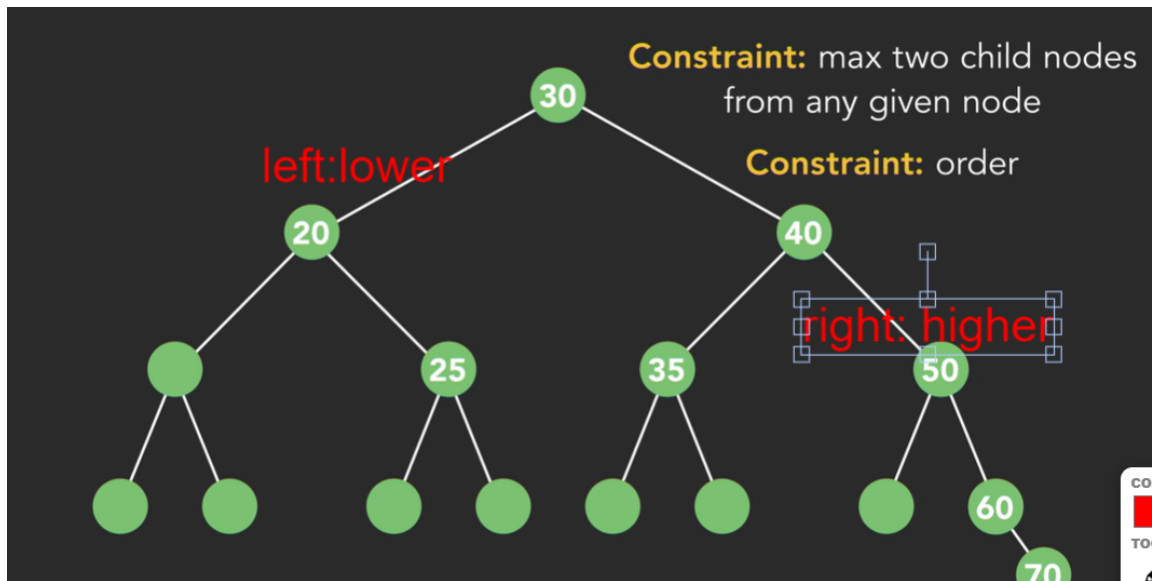 Constraint: max two child nodes
from any given node
30
left:lower
Constraint: order
20
40
right: higher
25
35
50
60
70